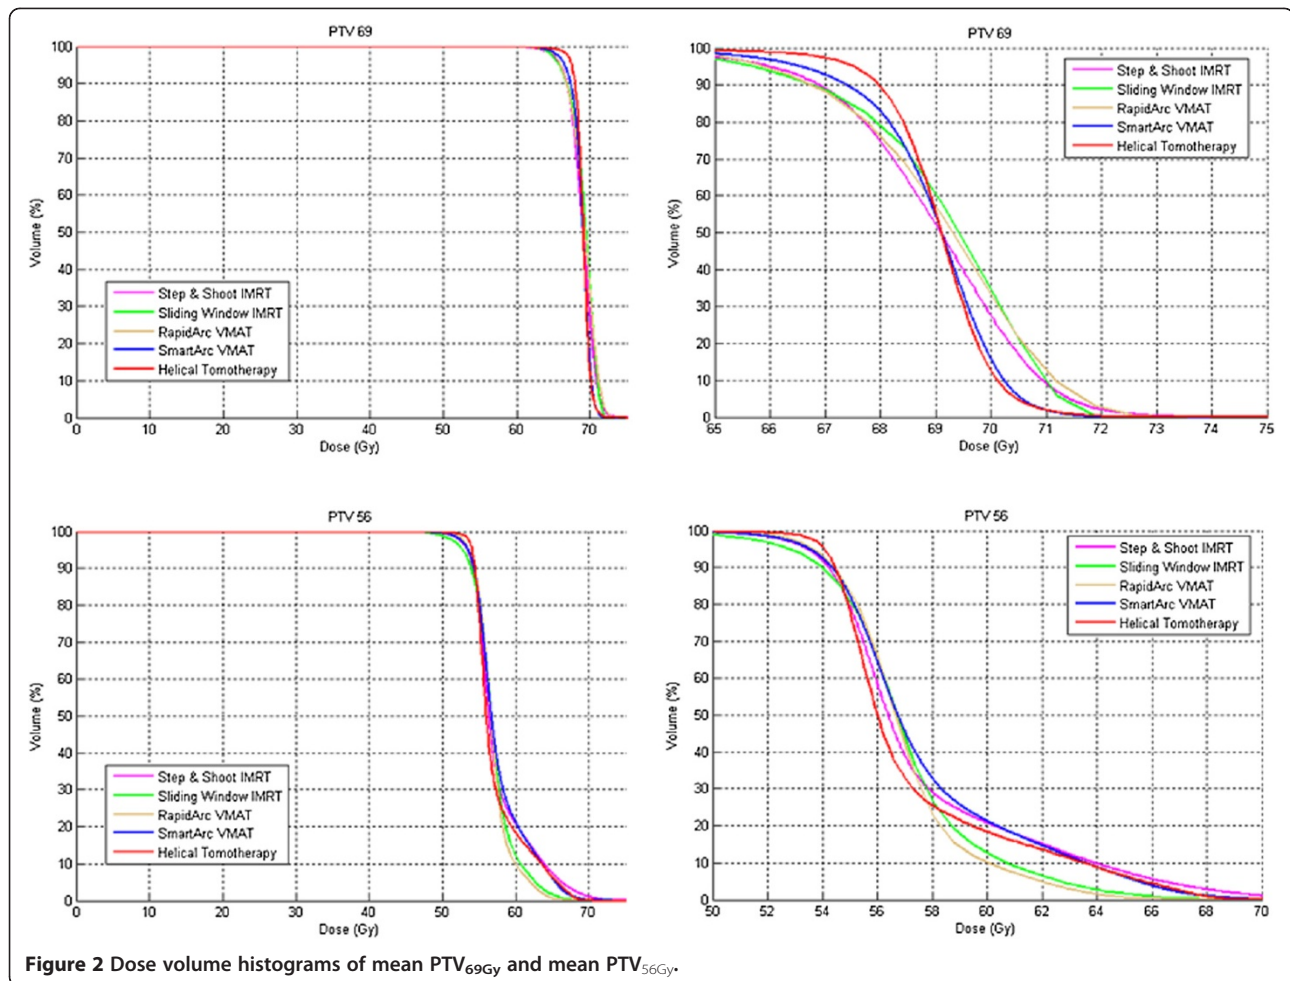 PTV 69
100
90
80
70
60
50
40
30
20
10
0
Volume (%)
Step & Shoot IMRT
Sliding Window IMRT
RapidArc VMAT
SmartArc VMAT
Helical Tomotherapy
0 10 20 30 40 50 60 70
Dose (Gy)
PTV 69
100
90
80
70
60
50
40
30
20
10
0
Volume (%)
Step & Shoot IMRT
Sliding Window IMRT
RapidArc VMAT
SmartArc VMAT
Helical Tomotherapy
65 66 67 68 69 70 71 72 73 74 75
Dose (Gy)
PTV 56
100
90
80
70
60
50
40
30
20
10
0
Volume (%)
Step & Shoot IMRT
Sliding Window IMRT
RapidArc VMAT
SmartArc VMAT
Helical Tomotherapy
0 10 20 30 40 50 60 70
Dose (Gy)
PTV 56
100
90
80
70
60
50
40
30
20
10
0
Volume (%)
Step & Shoot IMRT
Sliding Window IMRT
RapidArc VMAT
SmartArc VMAT
Helical Tomotherapy
50 52 54 56 58 60 62 64 66 68 70
Dose (Gy)
Figure 2 Dose volume histograms of mean PTV69Gy and mean PTV56Gy.